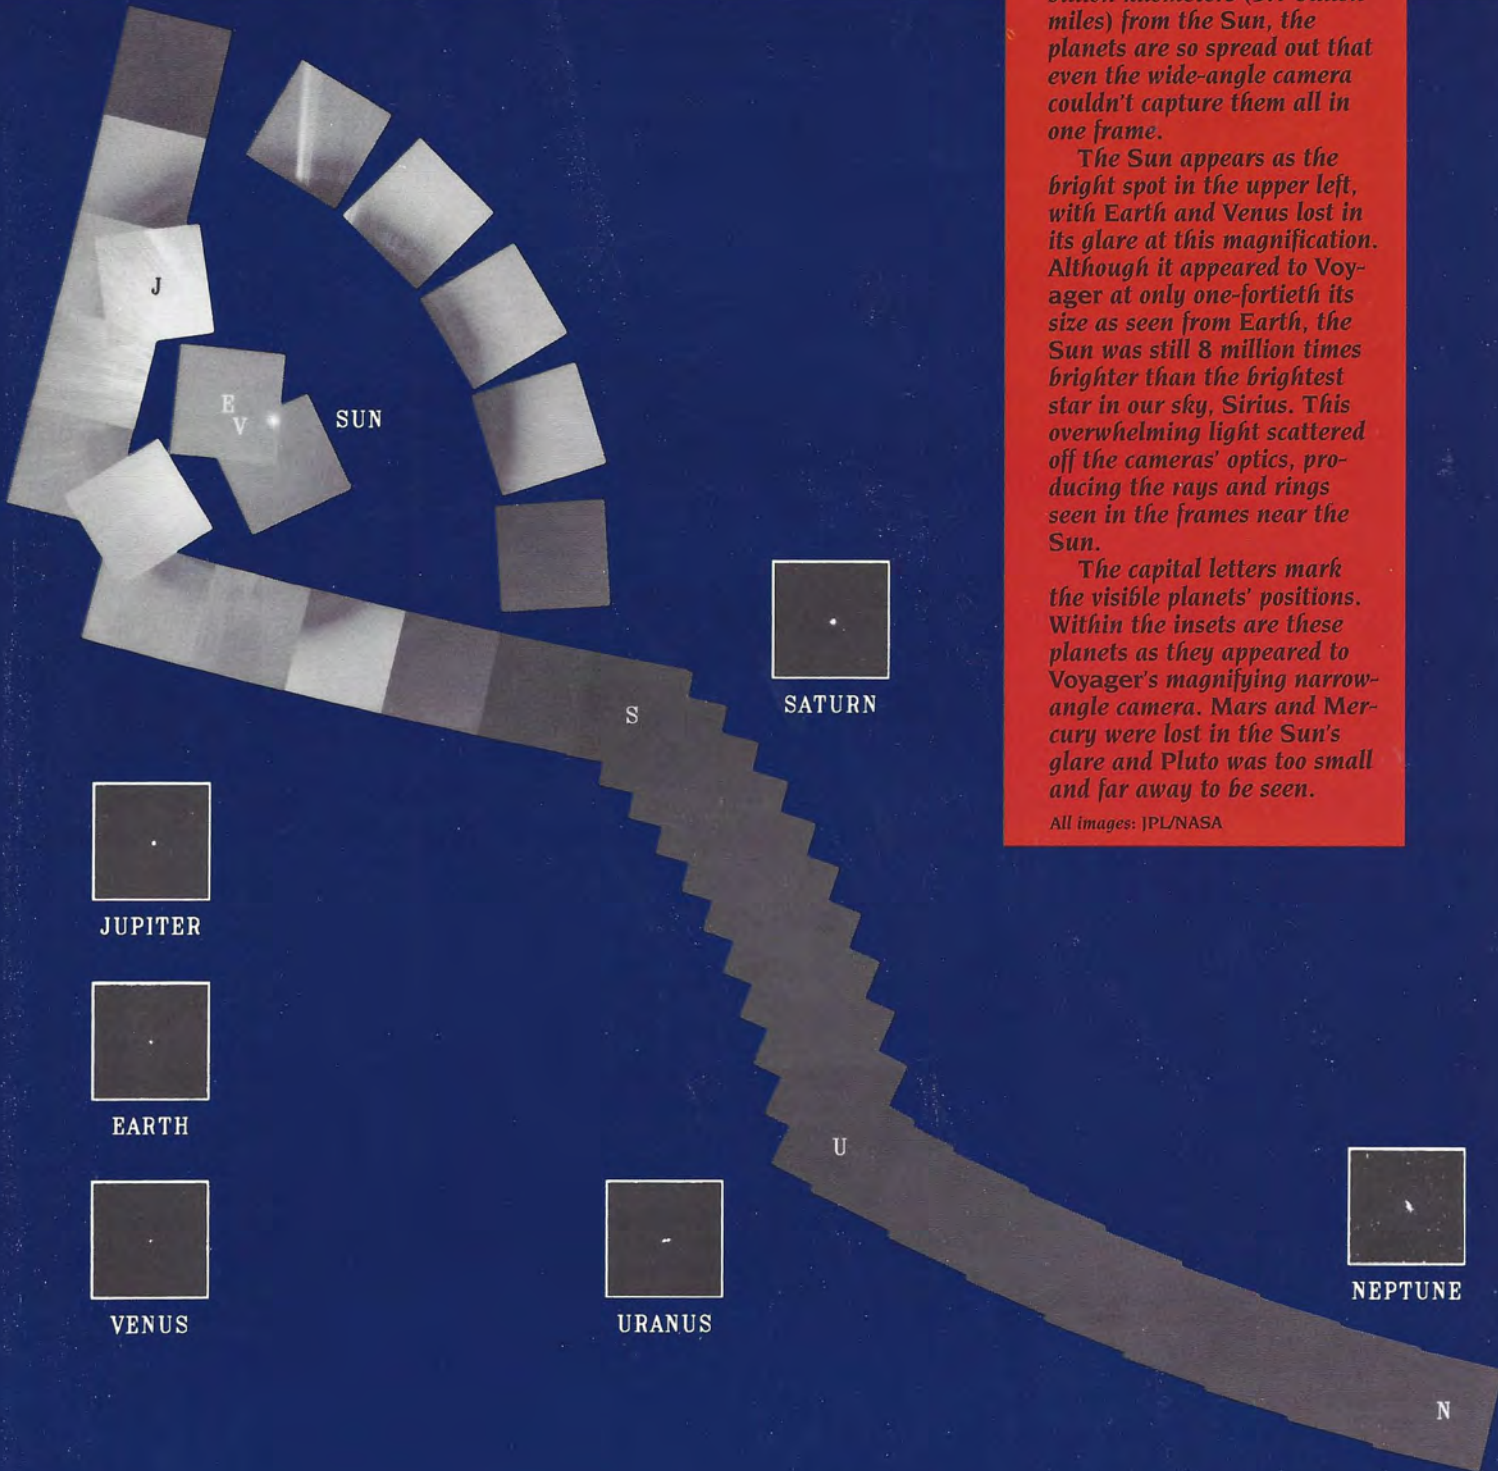 miles) from the Sun, the
planets are so spread out that
even the wide-angle camera
couldn't capture them all in
one frame.
The Sun appears as the
bright spot in the upper left,
with Earth and Venus lost in
its glare at this magnification.
Although it appeared to Voy-
ager at only one-fortieth its
size as seen from Earth, the
Sun was still 8 million times
brighter than the brightest
star in our sky, Sirius. This
overwhelming light scattered
off the cameras' optics, pro-
ducing the rays and rings
seen in the frames near the
Sun.
The capital letters mark
the visible planets' positions.
Within the insets are these
planets as they appeared to
Voyager's magnifying narrow-
angle camera. Mars and Mer-
cury were lost in the Sun's
glare and Pluto was too small
and far away to be seen.
All images: JPL/NASA
J
E
V
SUN
S
SATURN
JUPITER
EARTH
U
VENUS
URANUS
NEPTUNE
N